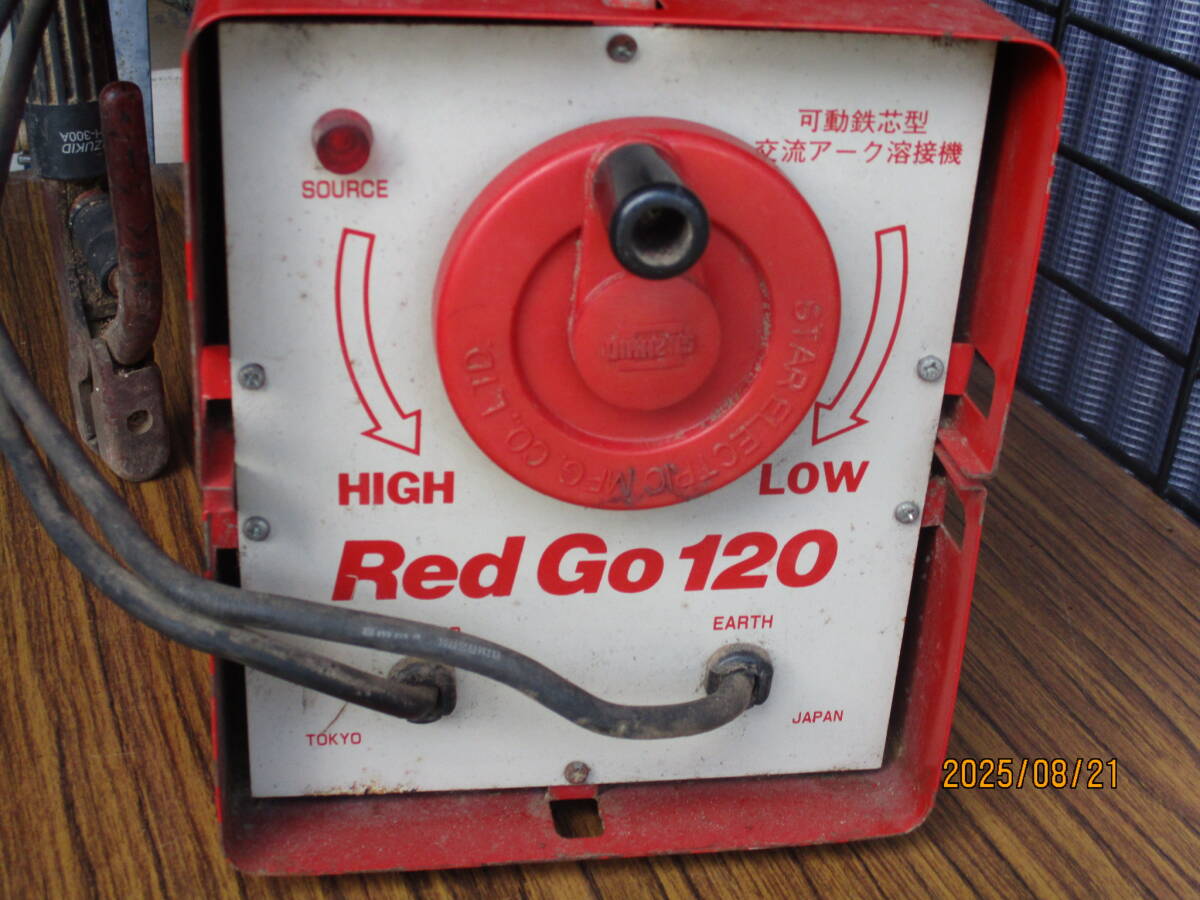 可動鉄芯型
交流アーク溶接機
SOURCE
STAR ELECTRIC MFG. CO., LTD.
HIGH
LOW
Red Go 120
EARTH
TOKYO
JAPAN
-300A
2025/08/21